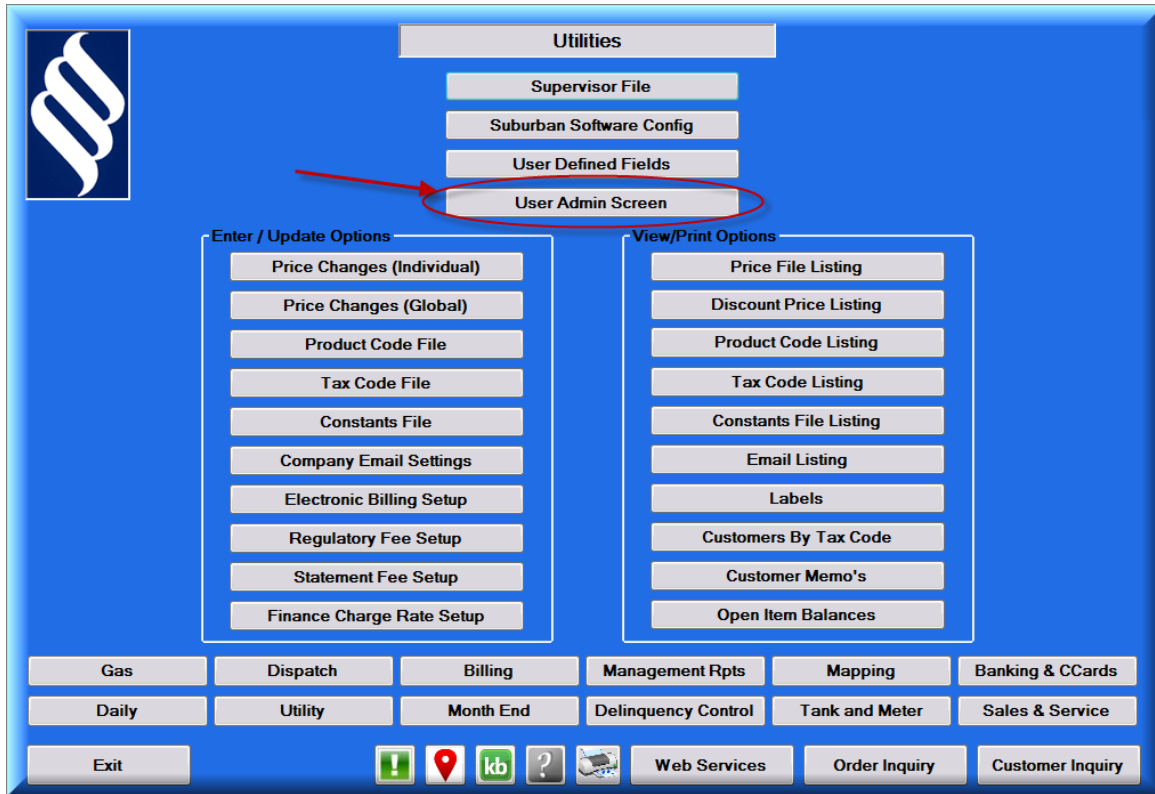 Utilities
Supervisor File
Suburban Software Config
User Defined Fields
User Admin Screen
Enter / Update Options
Price Changes (Individual)
Price Changes (Global)
Product Code File
Tax Code File
Constants File
Company Email Settings
Electronic Billing Setup
Regulatory Fee Setup
Statement Fee Setup
Finance Charge Rate Setup
View/Print Options
Price File Listing
Discount Price Listing
Product Code Listing
Tax Code Listing
Constants File Listing
Email Listing
Labels
Customers By Tax Code
Customer Memo's
Open Item Balances
Gas Dispatch Billing Management Rpts Mapping Banking & CCards
Daily Utility Month End Delinquency Control Tank and Meter Sales & Service
Exit ! kb ? Web Services Order Inquiry Customer Inquiry